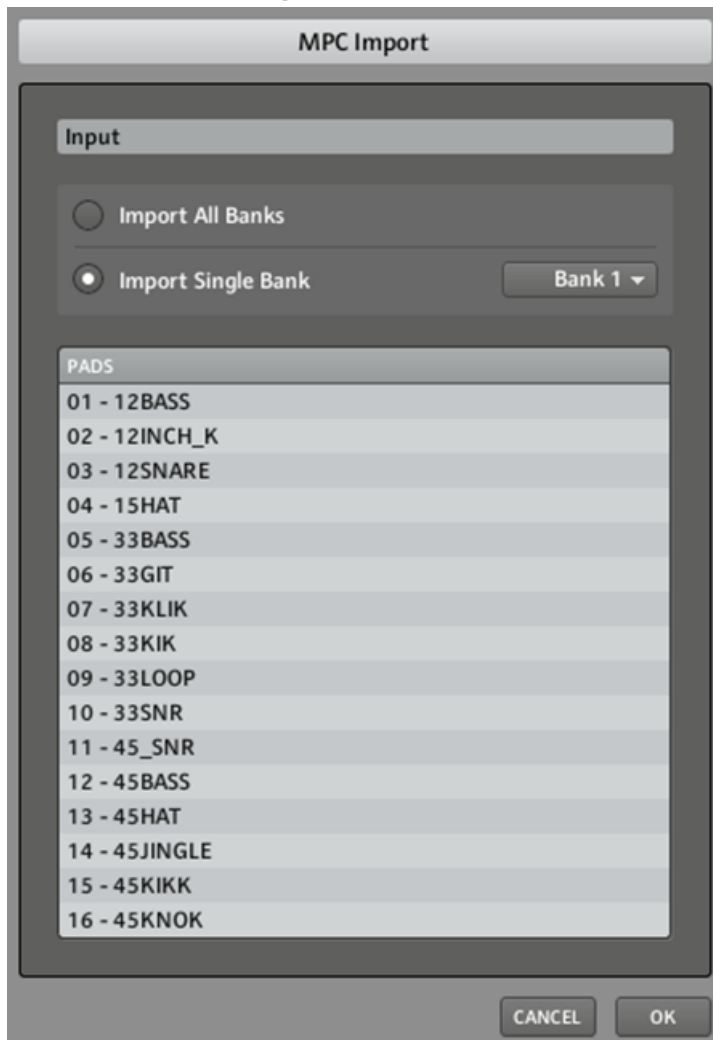 MPC Import
Input
Import All Banks
Import Single Bank Bank 1
PADS
01 - 12BASS
02 - 12INCH_K
03 - 12SNARE
04 - 15HAT
05 - 33BASS
06 - 33GIT
07 - 33KLIK
08 - 33KIK
09 - 33LOOP
10 - 33SNR
11 - 45_SNR
12 - 45BASS
13 - 45HAT
14 - 45JINGLE
15 - 45KIKK
16 - 45KNOK
CANCEL OK